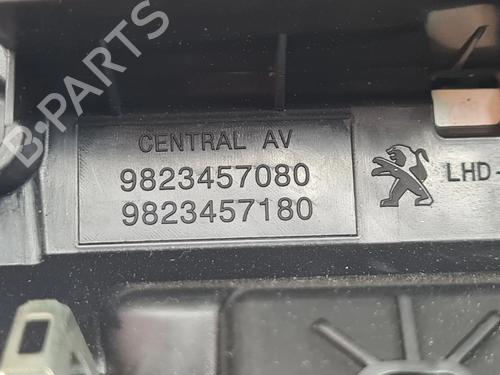 B-PARTS
CENTRAL AV
9823457080
9823457180
LHD-